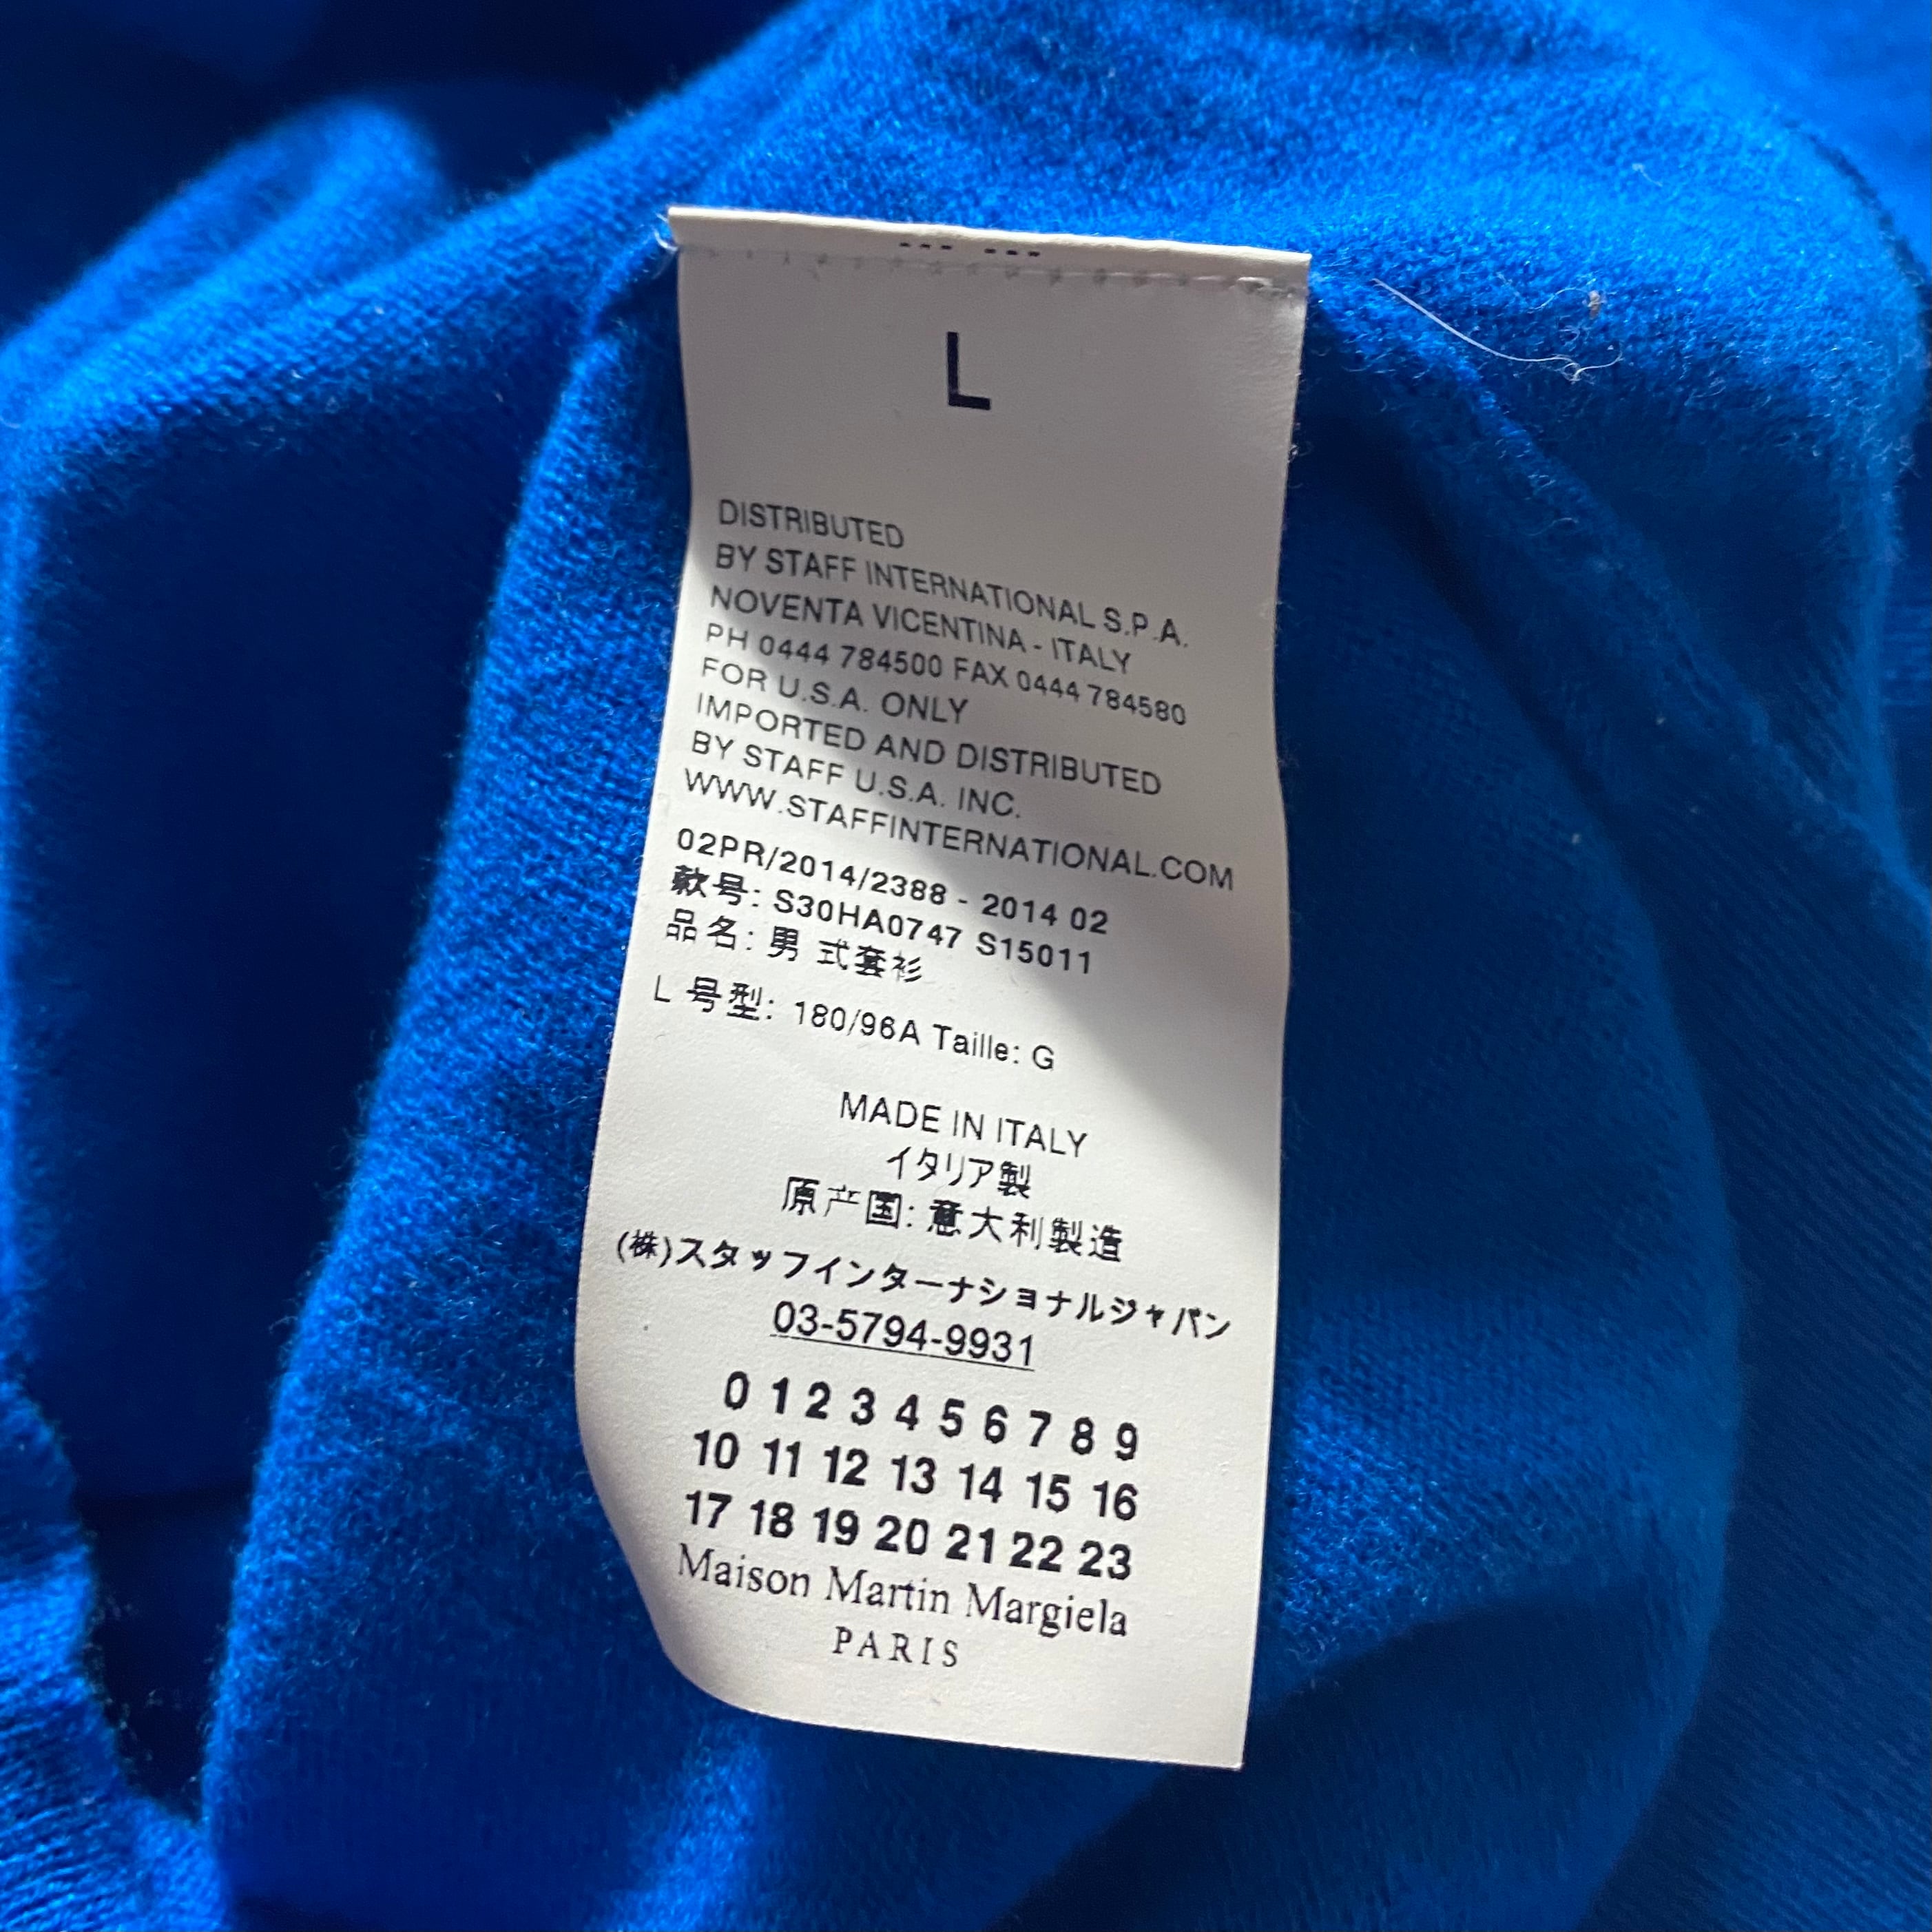 L
DISTRIBUTED
BY STAFF INTERNATIONAL S.P.A.
NOVENTA VICENTINA - ITALY
PH 0444 784500 FAX 0444 784580
FOR U.S.A. ONLY
IMPORTED AND DISTRIBUTED
BY STAFF U.S.A. INC.
WWW.STAFFINTERNATIONAL.COM
02PR/2014/2388 - 2014 02
款号: S30HA0747 S15011
品名: 男 式套衫
L 号型: 180/96A Taille: G
MADE IN ITALY
イタリア製
原产国: 意大利製造
(株)スタッフインターナショナルジャパン
03-5794-9931
0 1 2 3 4 5 6 7 8 9
10 11 12 13 14 15 16
17 18 19 20 21 22 23
Maison Martin Margiela
PARIS